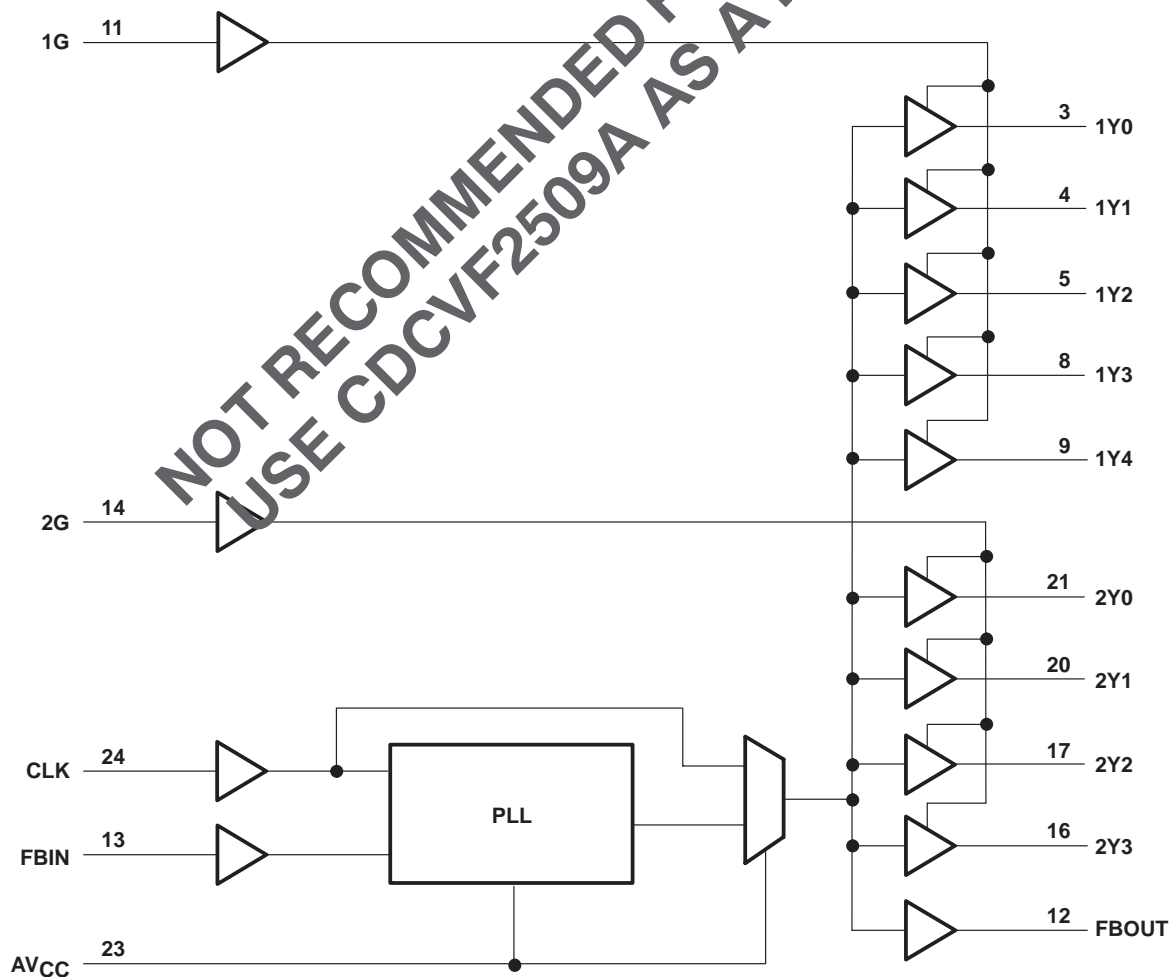 1G 11
3 1Y0
4 1Y1
5 1Y2
8 1Y3
9 1Y4
2G 14
21 2Y0
20 2Y1
17 2Y2
16 2Y3
CLK 24
PLL
FBIN 13
12 FBOUT
AVCC 23
NOT RECOMMENDED
USE CDCVF2509A AS A